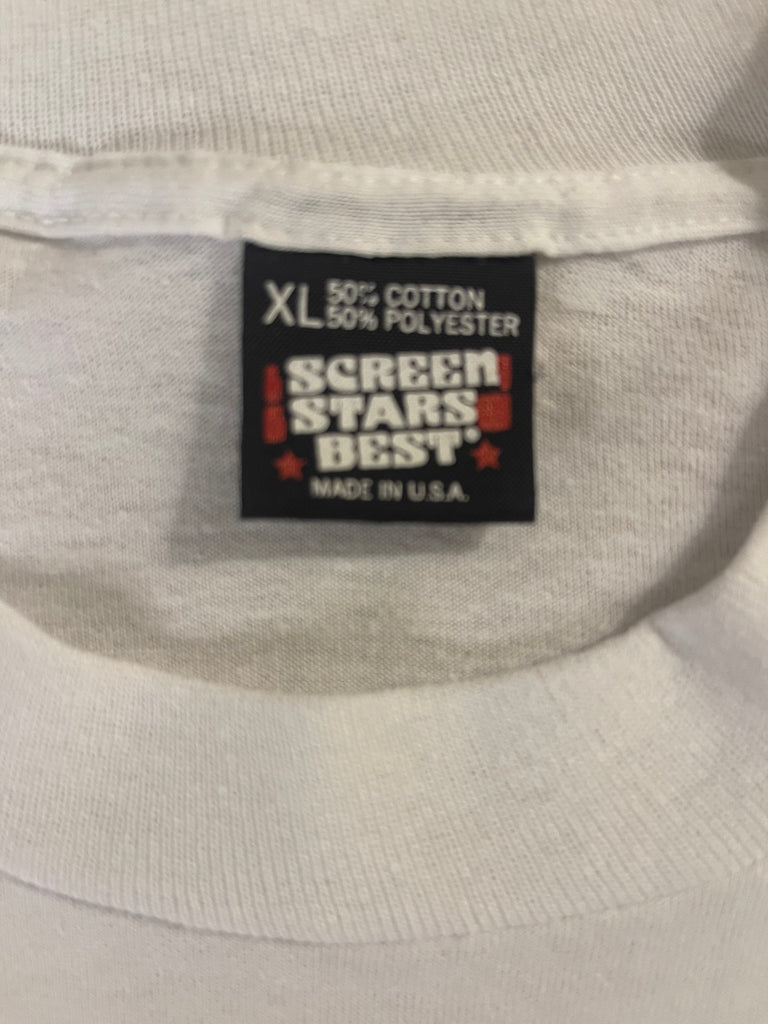 XL 50% COTTON
50% POLYESTER
SCREEN
STARS
BEST®
MADE IN U.S.A.